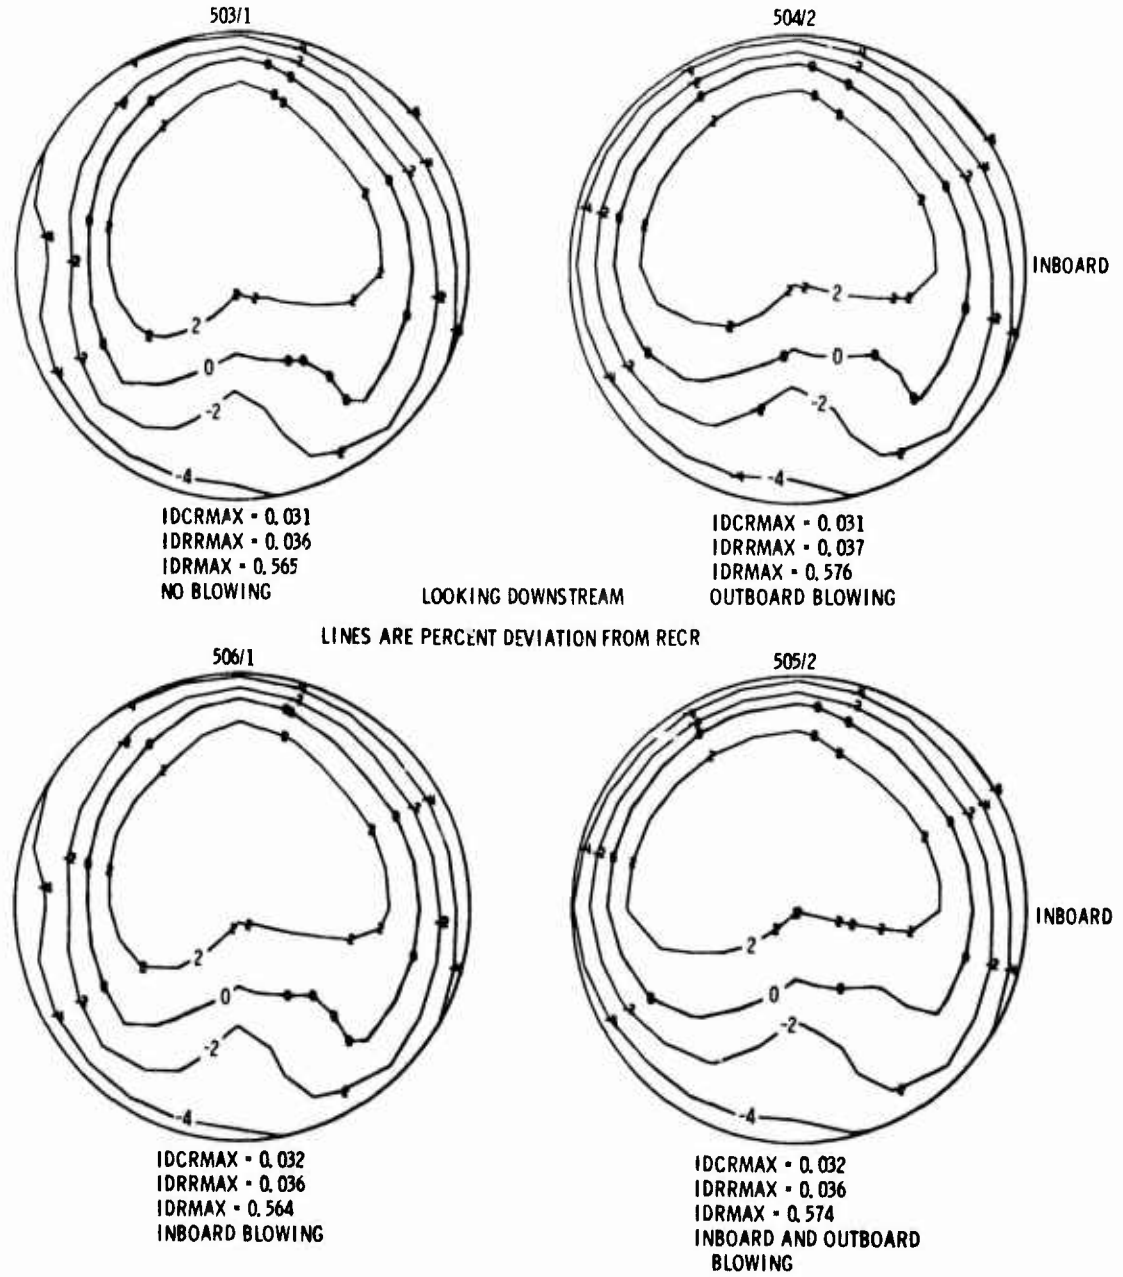 503/1
504/2
INBOARD
2
0
-2
-4
2
0
-2
-4
IDCRMAX = 0.031
IDRRMAX = 0.036
IDRMAX = 0.565
NO BLOWING
IDCRMAX = 0.031
IDRRMAX = 0.037
IDRMAX = 0.576
OUTBOARD BLOWING
LOOKING DOWNSTREAM
LINES ARE PERCENT DEVIATION FROM RECR
506/1
505/2
INBOARD
2
0
-2
-4
2
0
-2
-4
IDCRMAX = 0.032
IDRRMAX = 0.036
IDRMAX = 0.564
INBOARD BLOWING
IDCRMAX = 0.032
IDRRMAX = 0.036
IDRMAX = 0.574
INBOARD AND OUTBOARD
BLOWING